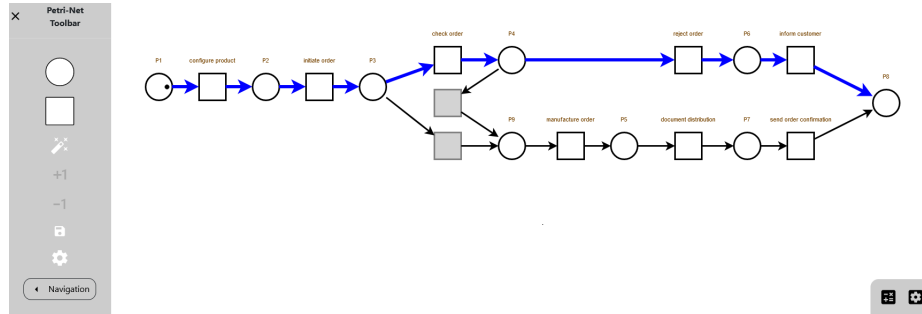 Petri-Net
Toolbar
+1
−1
Navigation
check order
P4
reject order
P6
inform customer
P1
configure product
P2
initiate order
P3
P8
P9
manufacture order
P5
document distribution
P7
send order confirmation